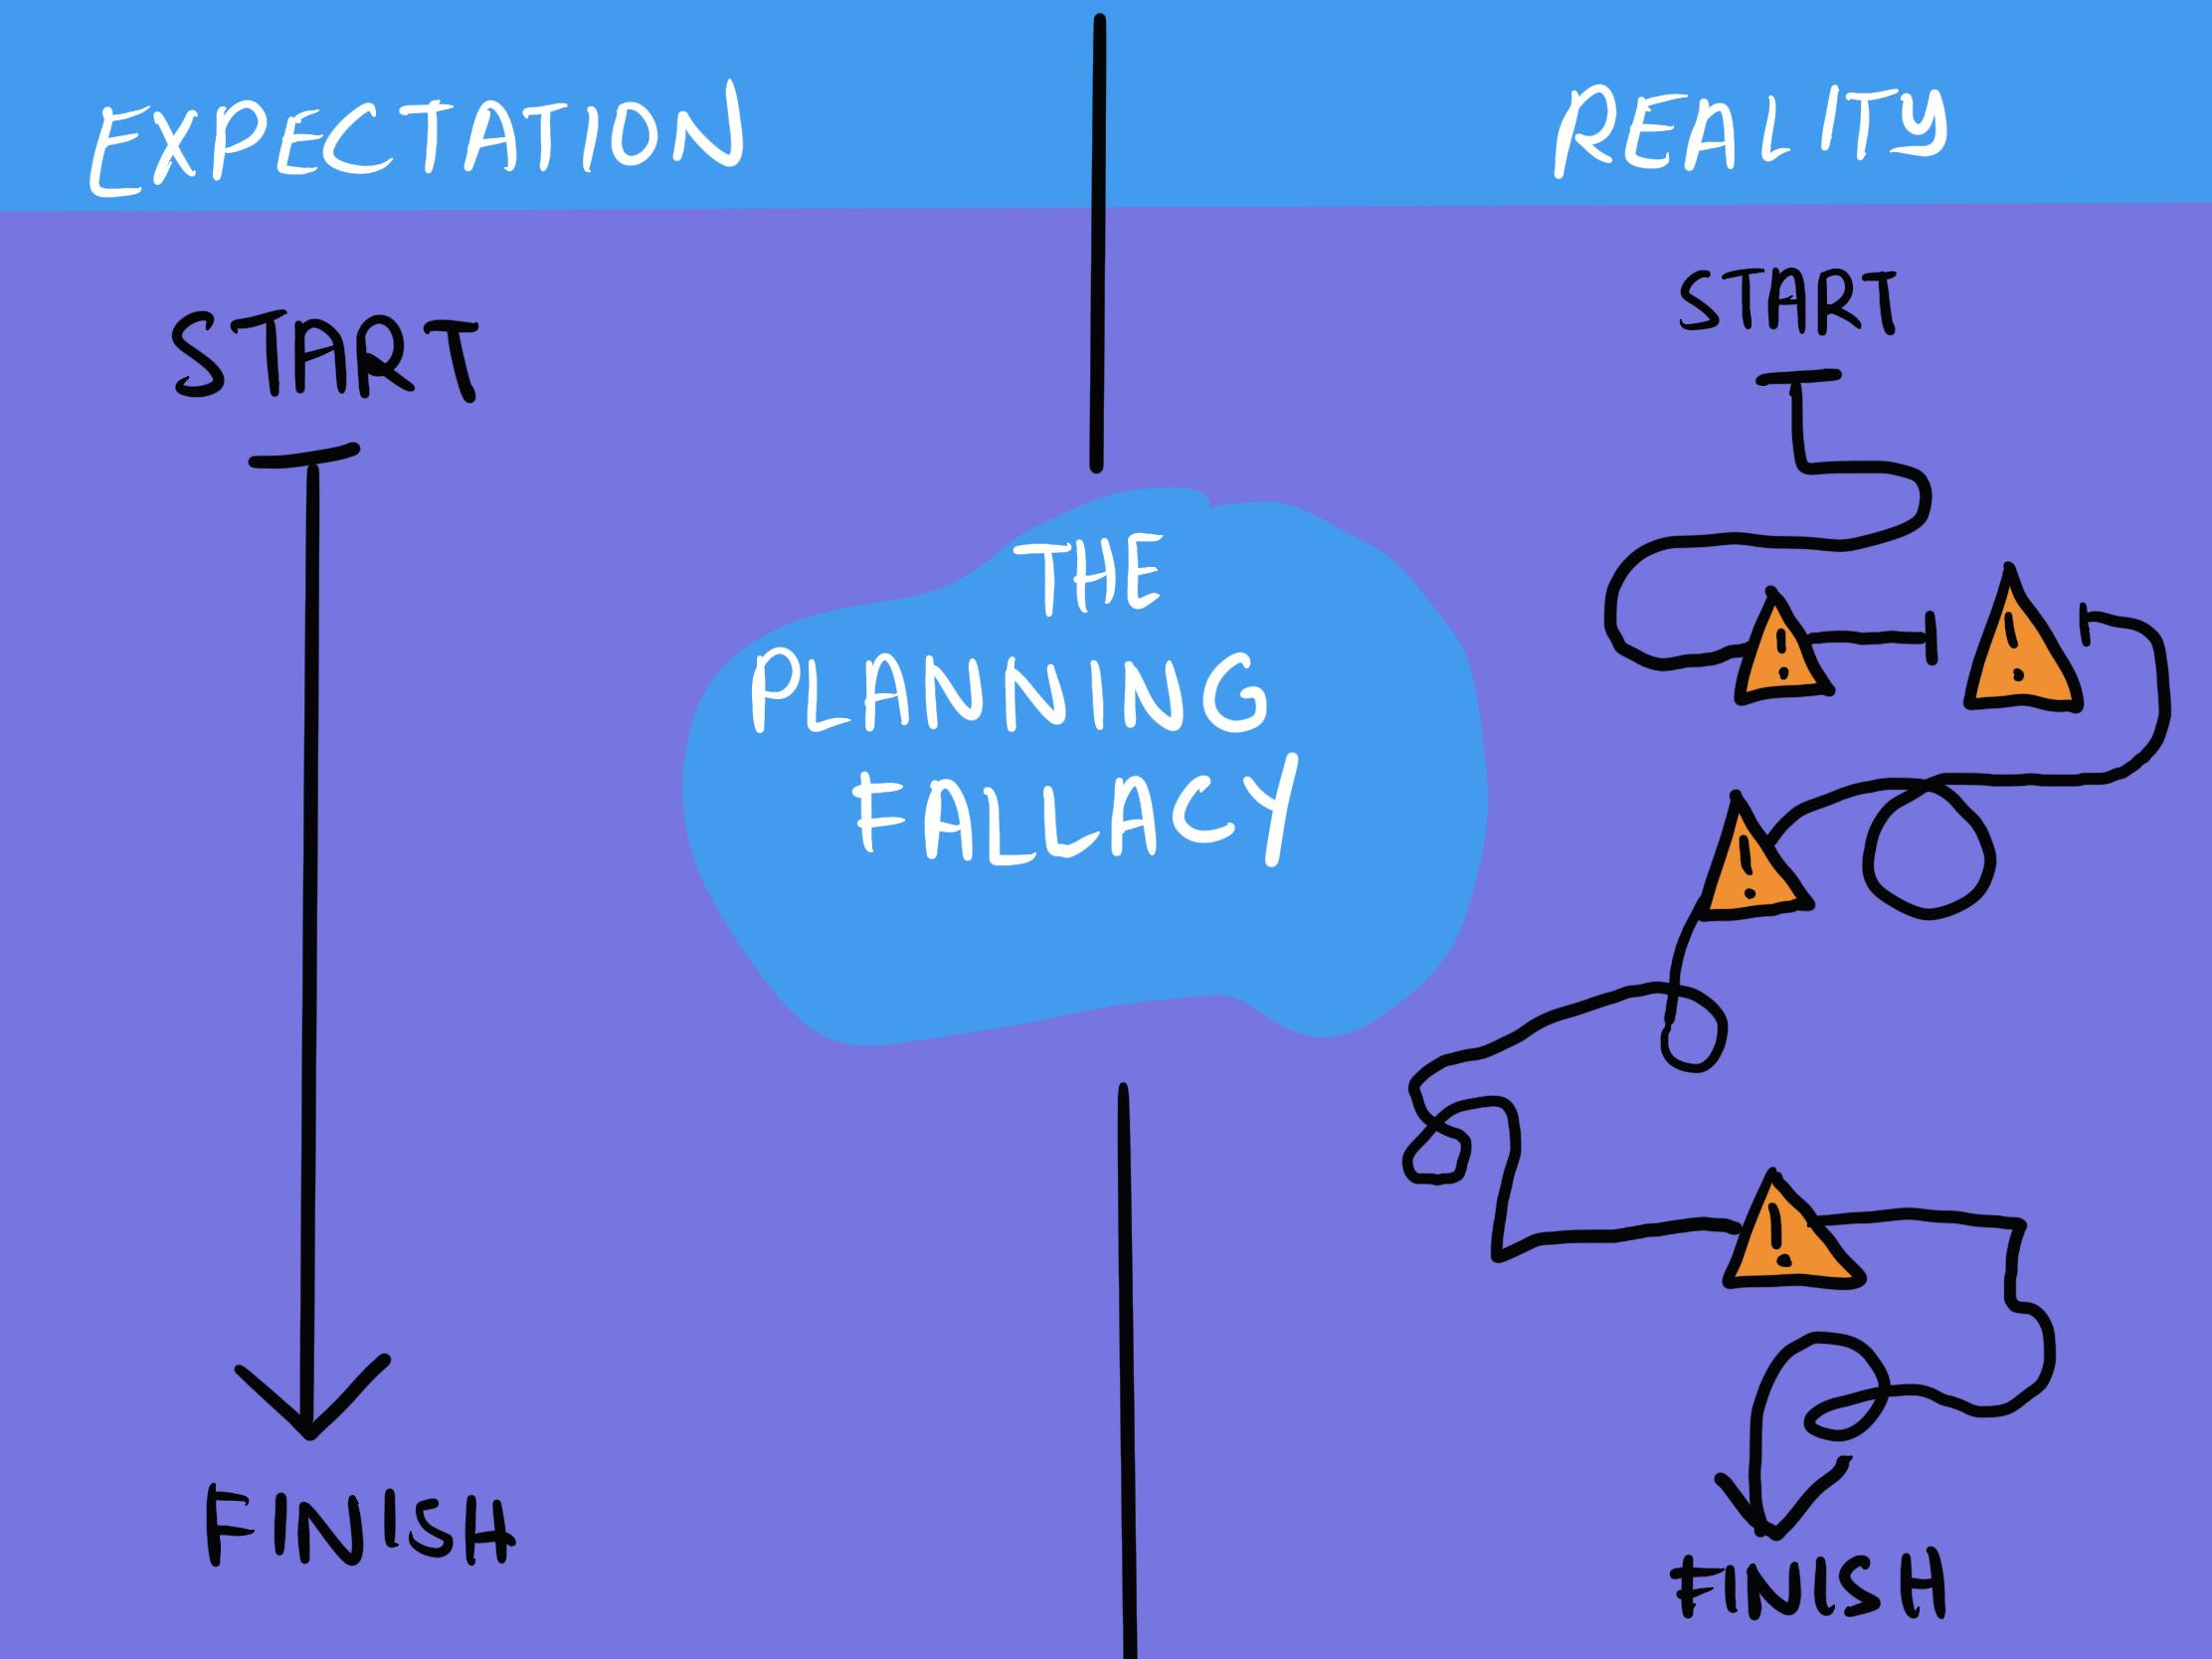 EXPECTATION
REALITY
START
START
THE
PLANNING
FALLACY
!
!
!
!
FINISH
FINISH